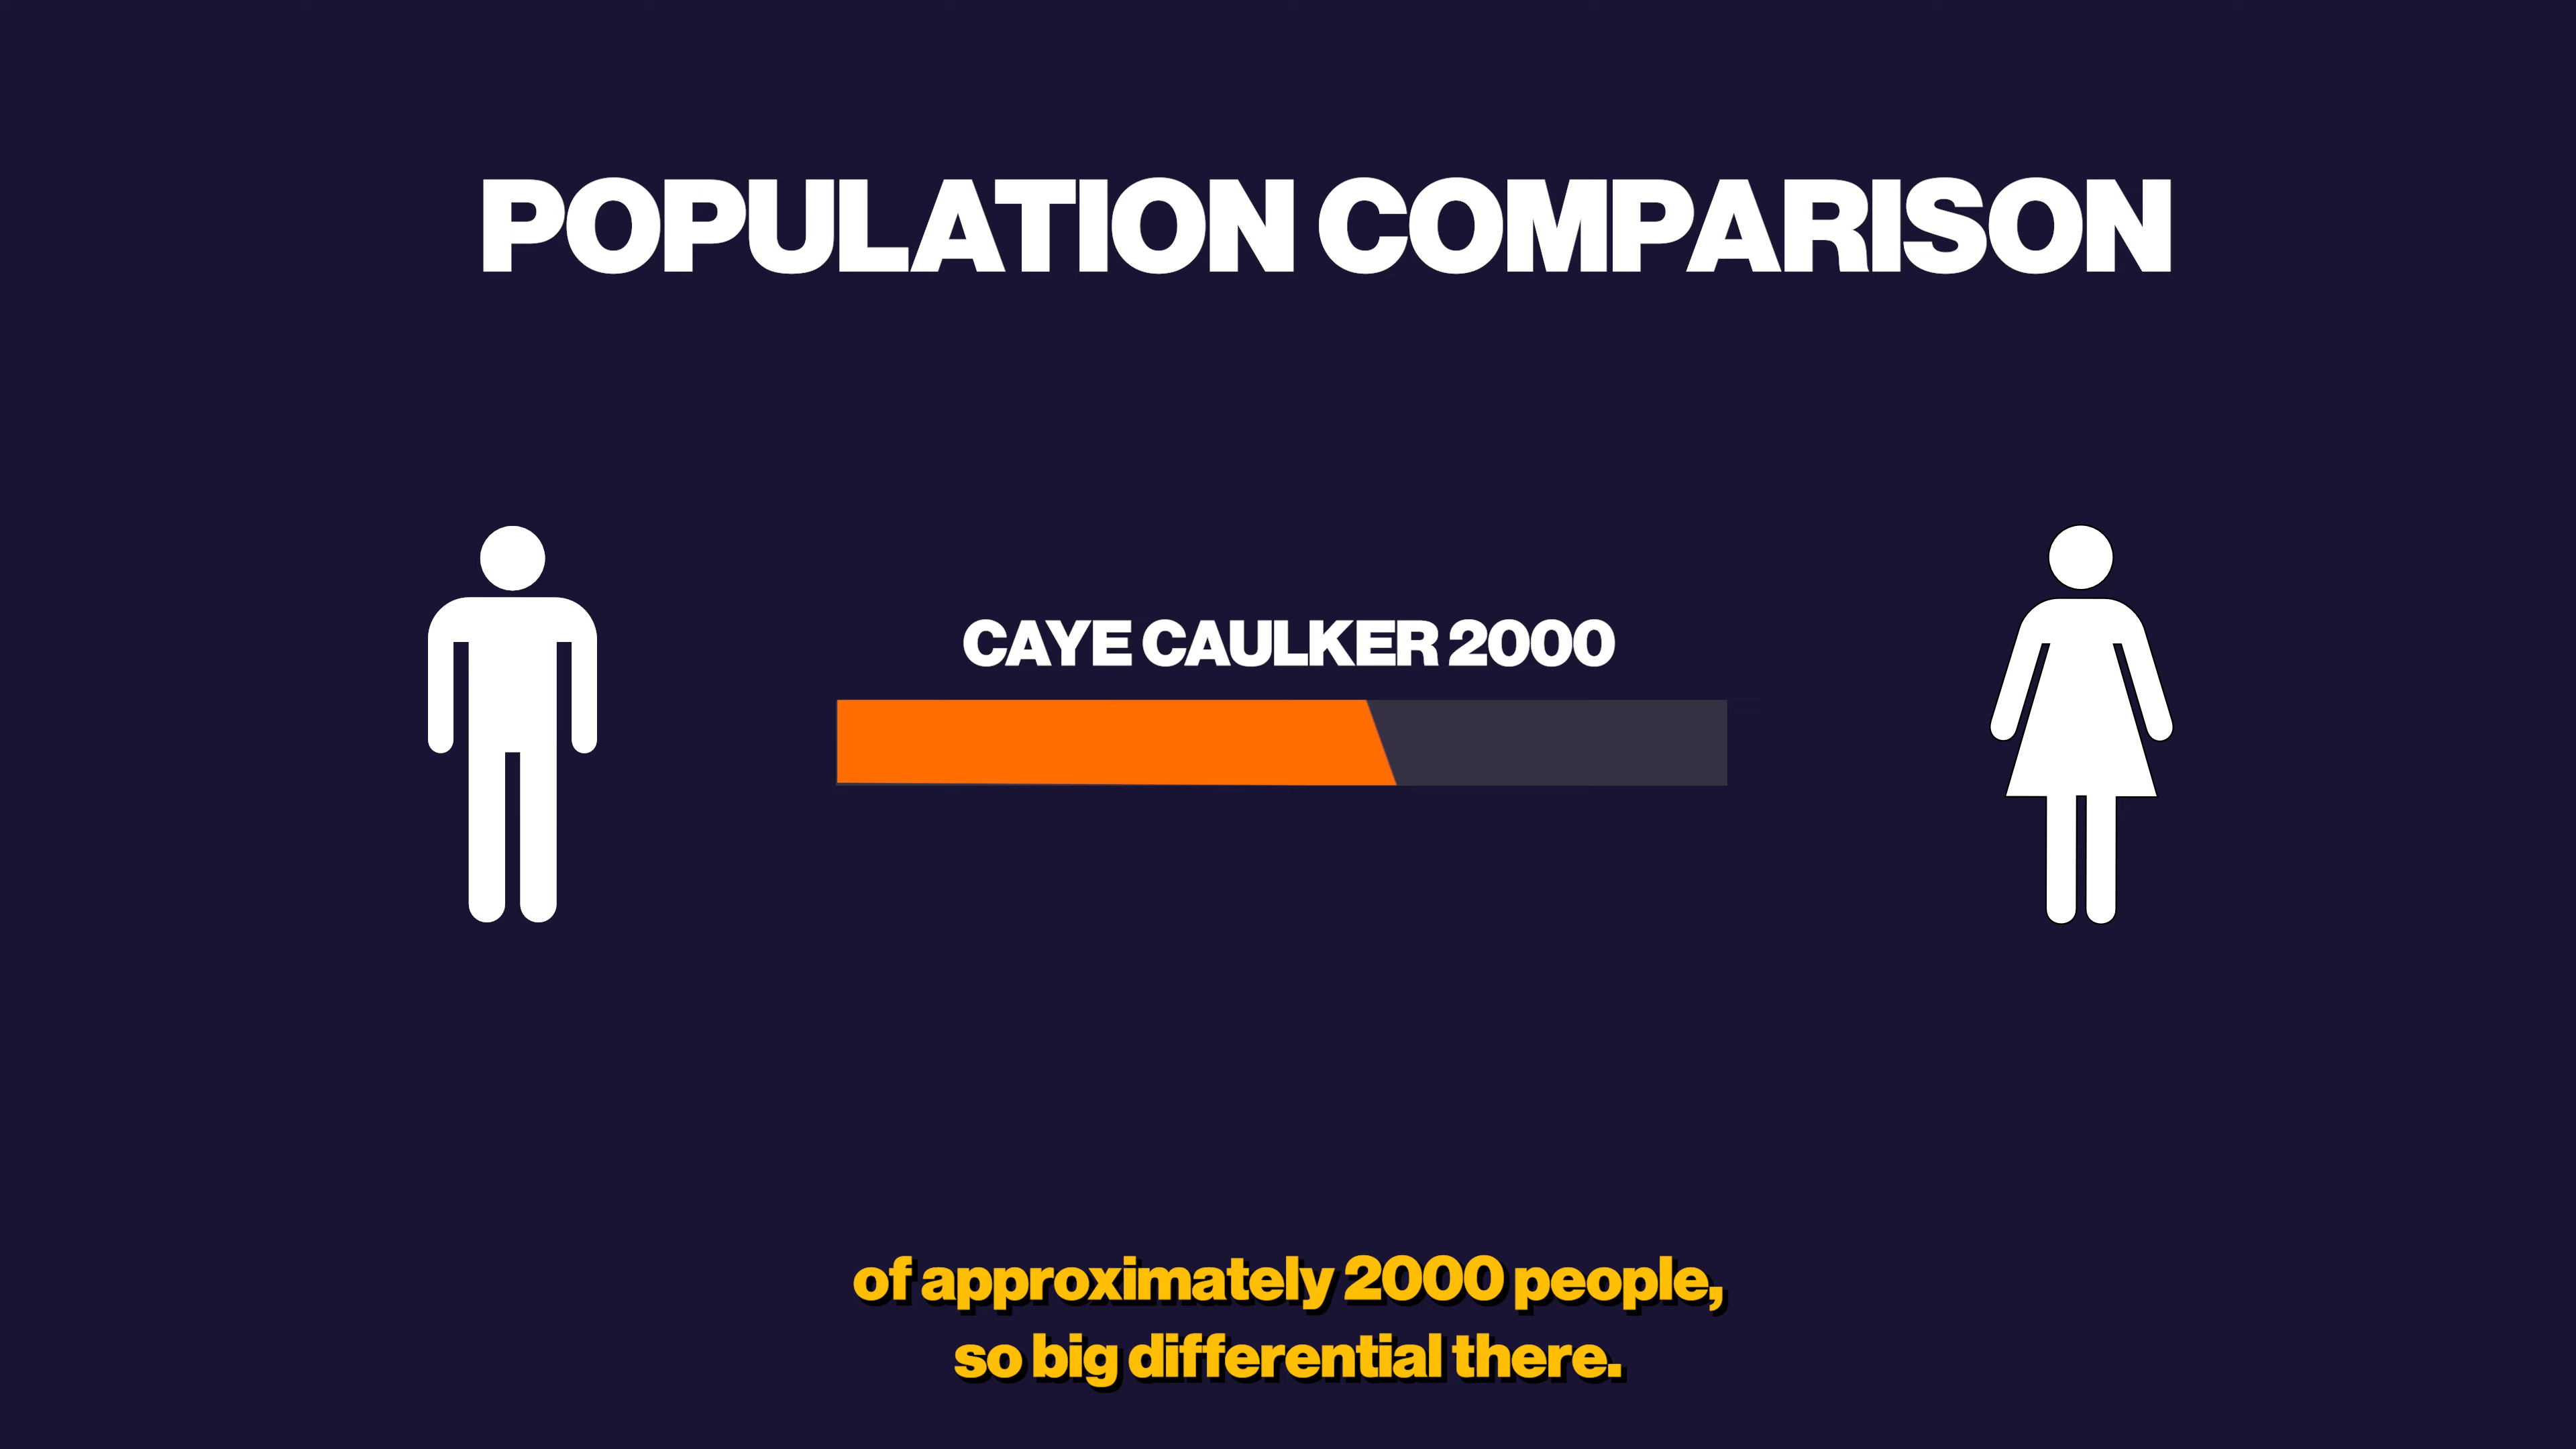 POPULATION COMPARISON
CAYE CAULKER 2000
of approximately 2000 people,
so big differential there.